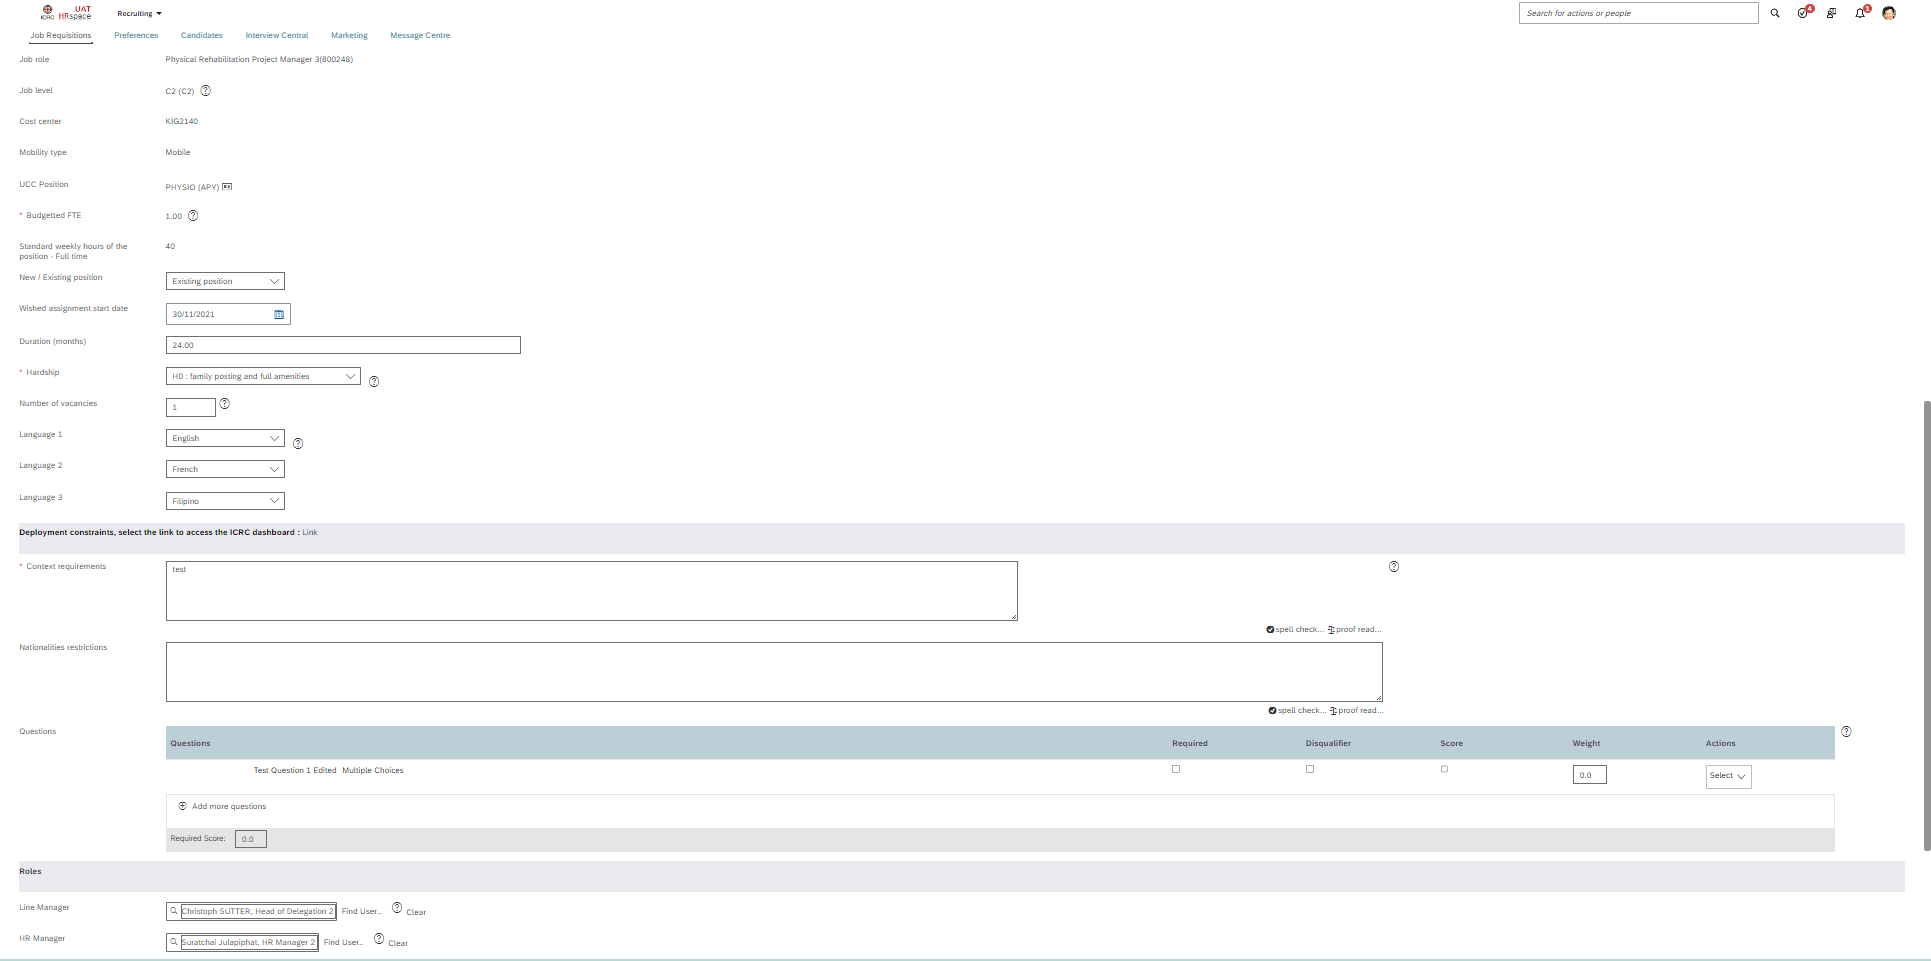 ICRC UAT HRspace Recruiting Search for actions or people 4 1
Job Requisitions Preferences Candidates Interview Central Marketing Message Centre
Job role Physical Rehabilitation Project Manager 3(800248)
Job level C2 (C2) ?
Cost center KIG2140
Mobility type Mobile
UCC Position PHYSIO (APY)
* Budgetted FTE 1.00 ?
Standard weekly hours of the
position - Full time 40
New / Existing position Existing position
Wished assignment start date 30/11/2021
Duration (months) 24.00
* Hardship H0 : family posting and full amenities ?
Number of vacancies 1 ?
Language 1 English ?
Language 2 French
Language 3 Filipino
Deployment constraints, select the link to access the ICRC dashboard : Link
* Context requirements test ?
spell check... proof read...
Nationalities restrictions
spell check... proof read...
Questions ?
Questions Required Disqualifier Score Weight Actions
Test Question 1 Edited Multiple Choices 0.0 Select
Add more questions
Required Score: 0.0
Roles
Line Manager Christoph SUTTER, Head of Delegation 2 Find User.. ? Clear
HR Manager Suratchai Julapiphat, HR Manager 2 Find User.. ? Clear